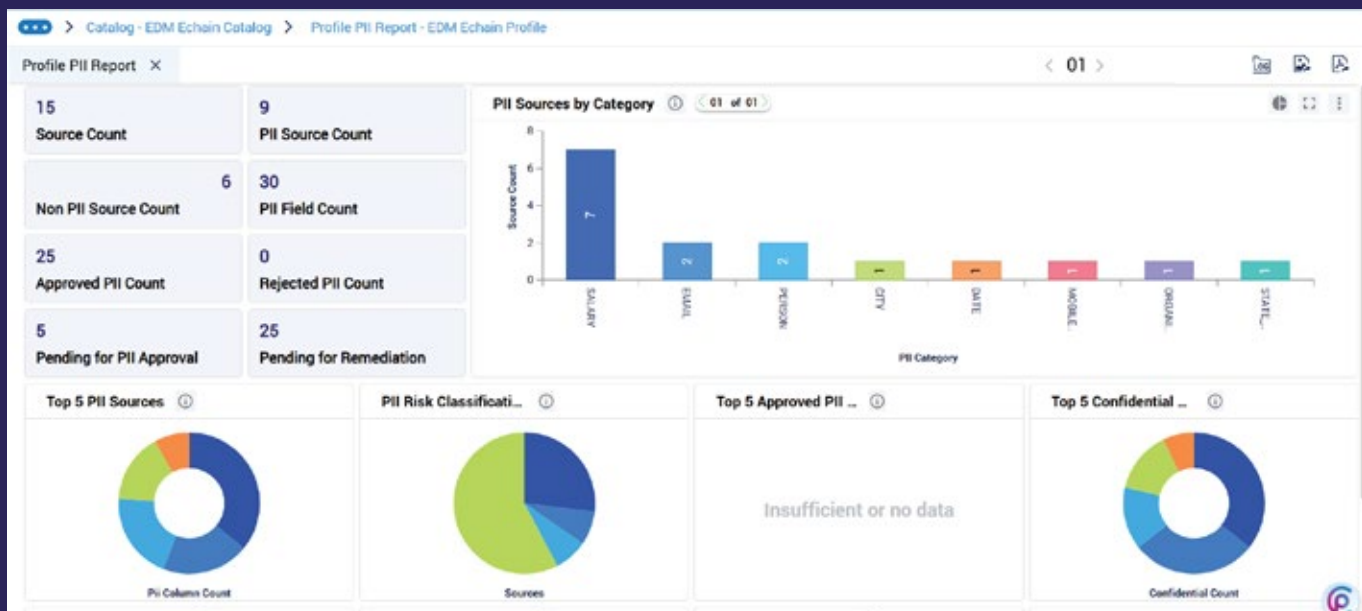 Catalog - EDM Echain Catalog > Profile PII Report - EDM Echain Profile
Profile PII Report ×
< 01 >
15
Source Count
9
PII Source Count
6
Non PII Source Count
30
PII Field Count
25
Approved PII Count
0
Rejected PII Count
5
Pending for PII Approval
25
Pending for Remediation
PII Sources by Category
< 01 of 01 >
Source Count
8
6
4
2
0
7
2
2
1
1
1
1
1
SALARY
EMAIL
PERSON
CITY
DATE
MOBILE...
ORGANI...
STATE_...
PII Category
Top 5 PII Sources
PII Column Count
PII Risk Classificati...
Sources
Top 5 Approved PII ...
Insufficient or no data
Top 5 Confidential ...
Confidential Count